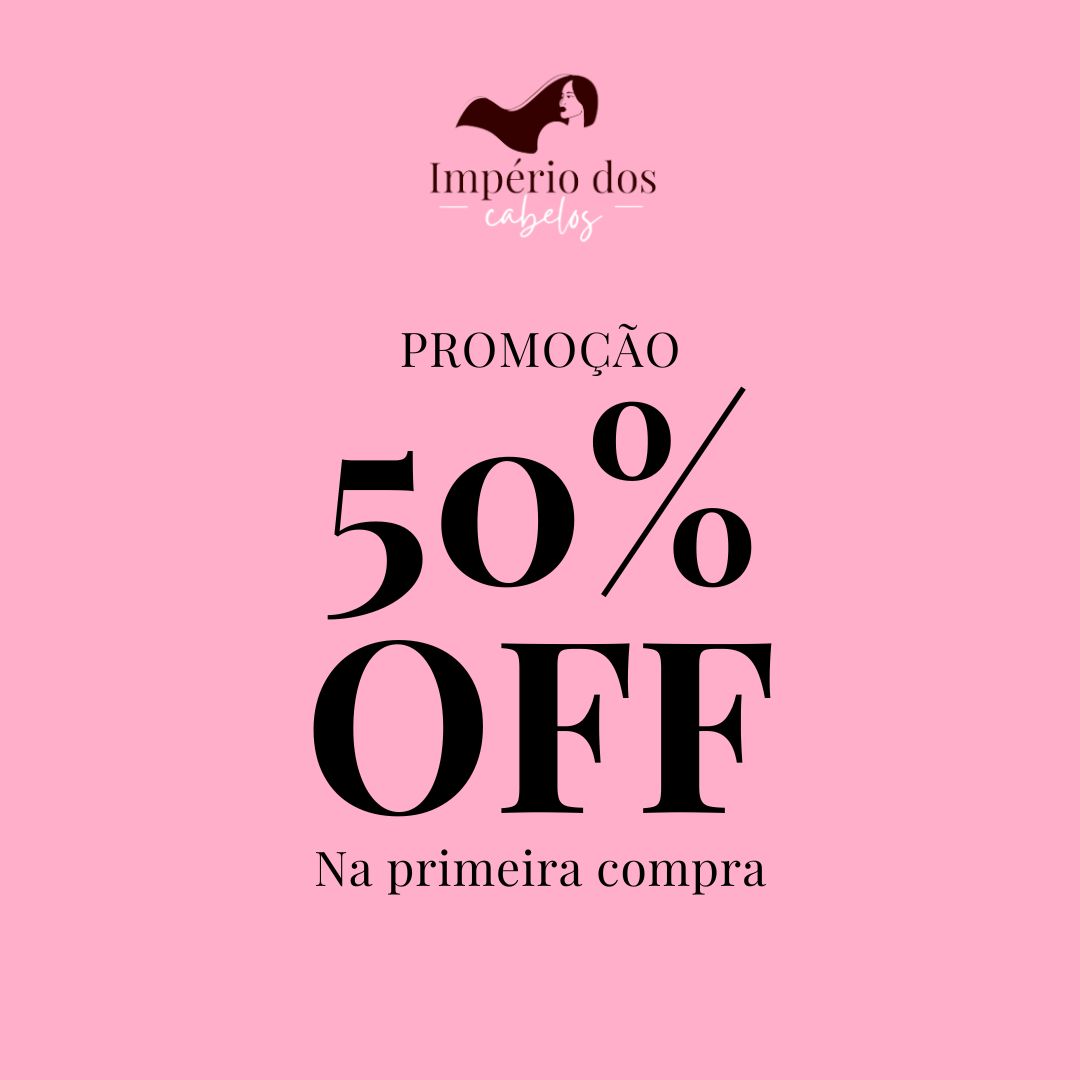 Império dos
cabelos
PROMOÇÃO
50%
OFF
Na primeira compra